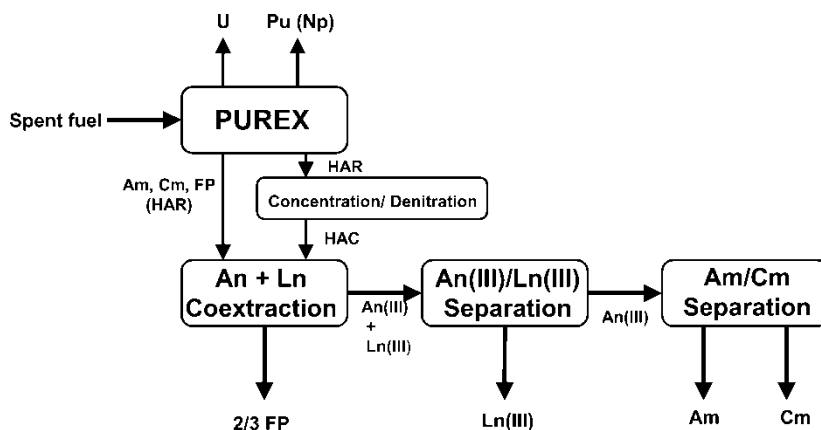 U
Pu (Np)
Spent fuel
PUREX
Am, Cm, FP
(HAR)
HAR
Concentration/ Denitration
HAC
An + Ln
Coextraction
An(III)
+
Ln(III)
An(III)/Ln(III)
Separation
An(III)
Am/Cm
Separation
2/3 FP
Ln(III)
Am
Cm